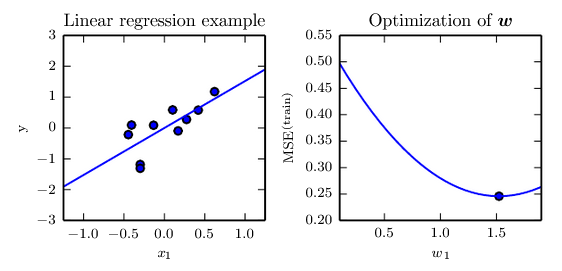 Linear regression example
3
2
1
0
−1
−2
−3
y
−1.0 −0.5 0.0 0.5 1.0
x₁
Optimization of w
0.55
0.50
0.45
0.40
0.35
0.30
0.25
0.20
MSE(train)
0.5 1.0 1.5
w₁